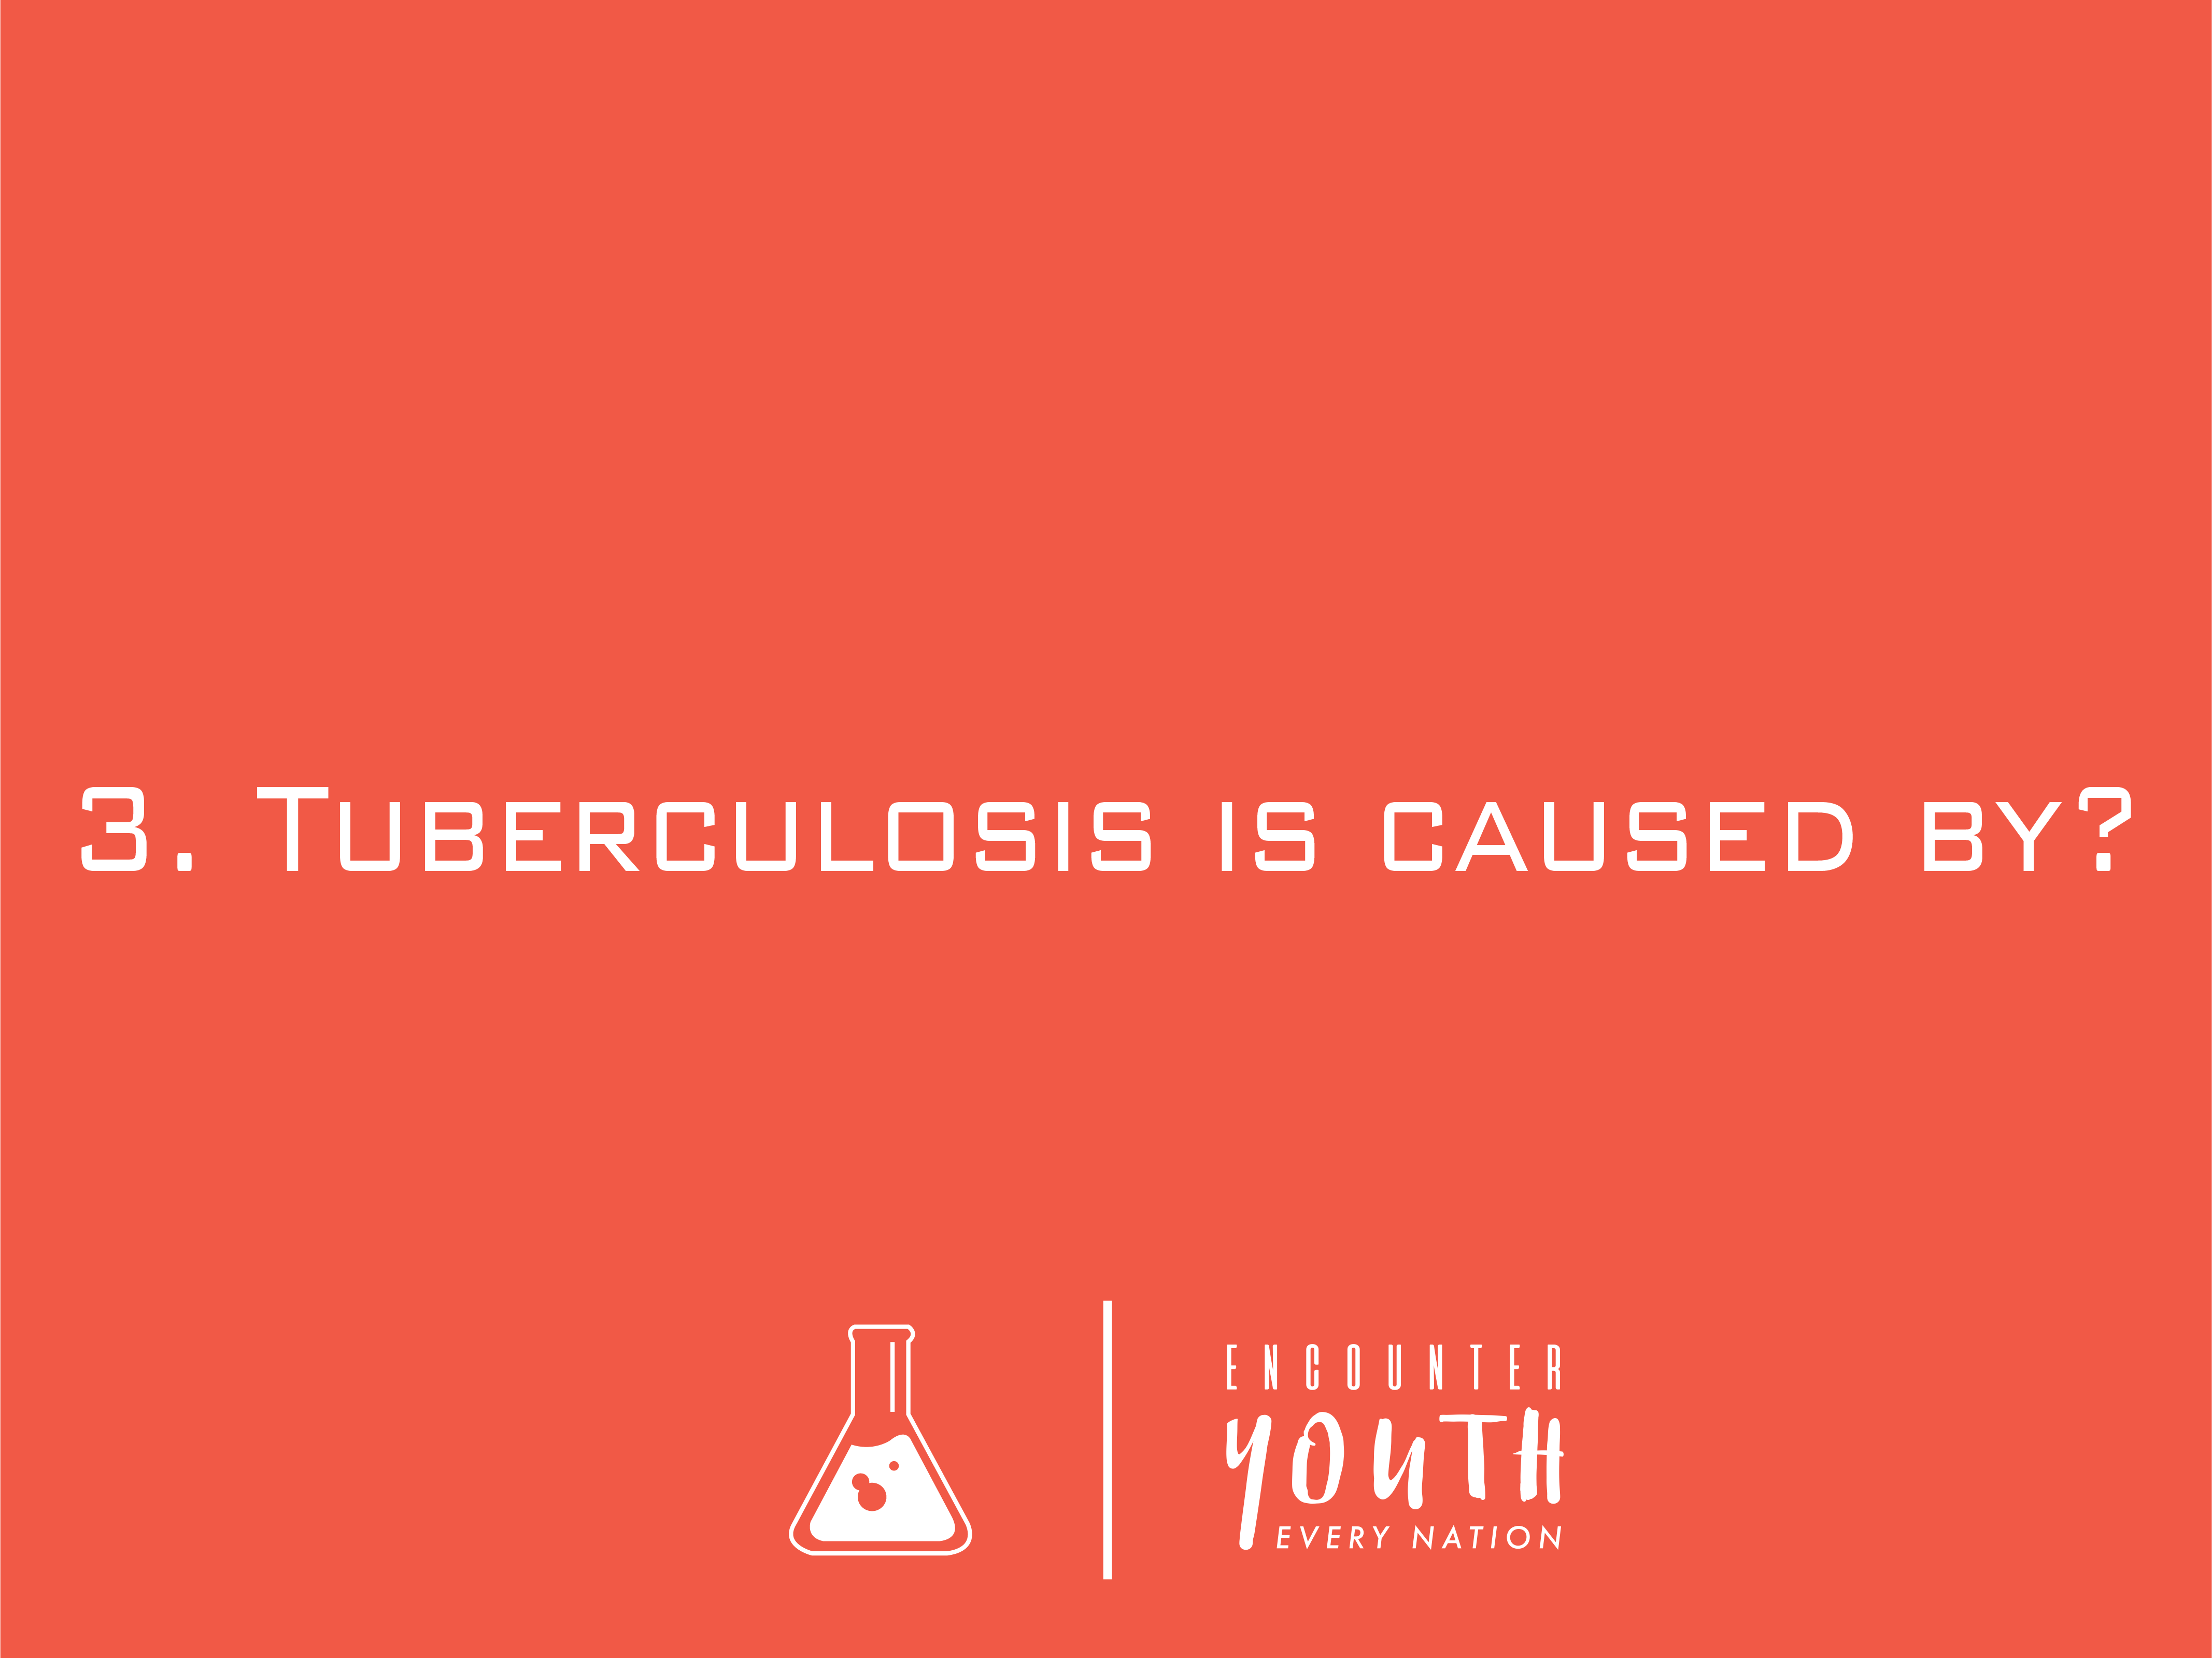 3. Tuberculosis is caused by?
ENCOUNTER
YOUTH
EVERY NATION